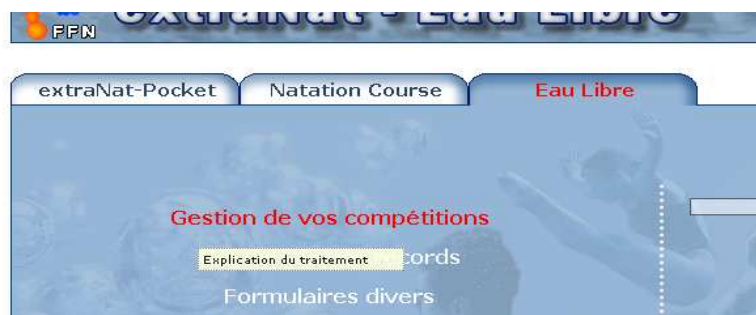 extraNat - Eau Libre
FFN
extraNat-Pocket Natation Course Eau Libre
Gestion de vos compétitions
Explication du traitement cords
Formulaires divers